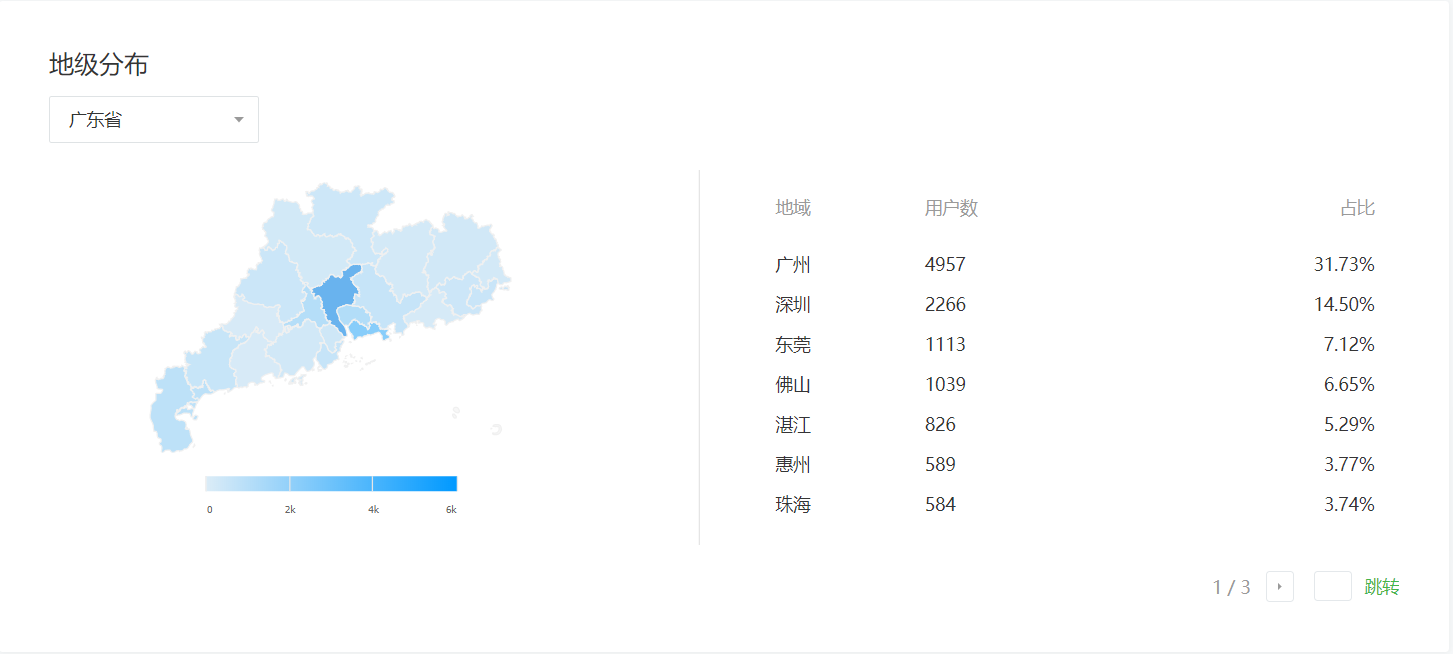 地级分布
广东省
0 2k 4k 6k
地域 用户数 占比
广州 4957 31.73%
深圳 2266 14.50%
东莞 1113 7.12%
佛山 1039 6.65%
湛江 826 5.29%
惠州 589 3.77%
珠海 584 3.74%
1 / 3 跳转